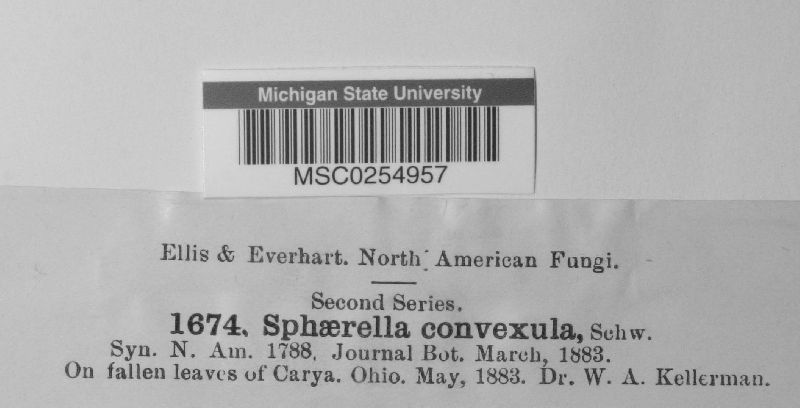 Michigan State University
MSC0254957
Ellis & Everhart. North American Fungi.
Second Series.
1674. Sphærella convexula, Schw.
Syn. N. Am. 1788. Journal Bot. March, 1883.
On fallen leaves of Carya. Ohio. May, 1883. Dr. W. A. Kellerman.